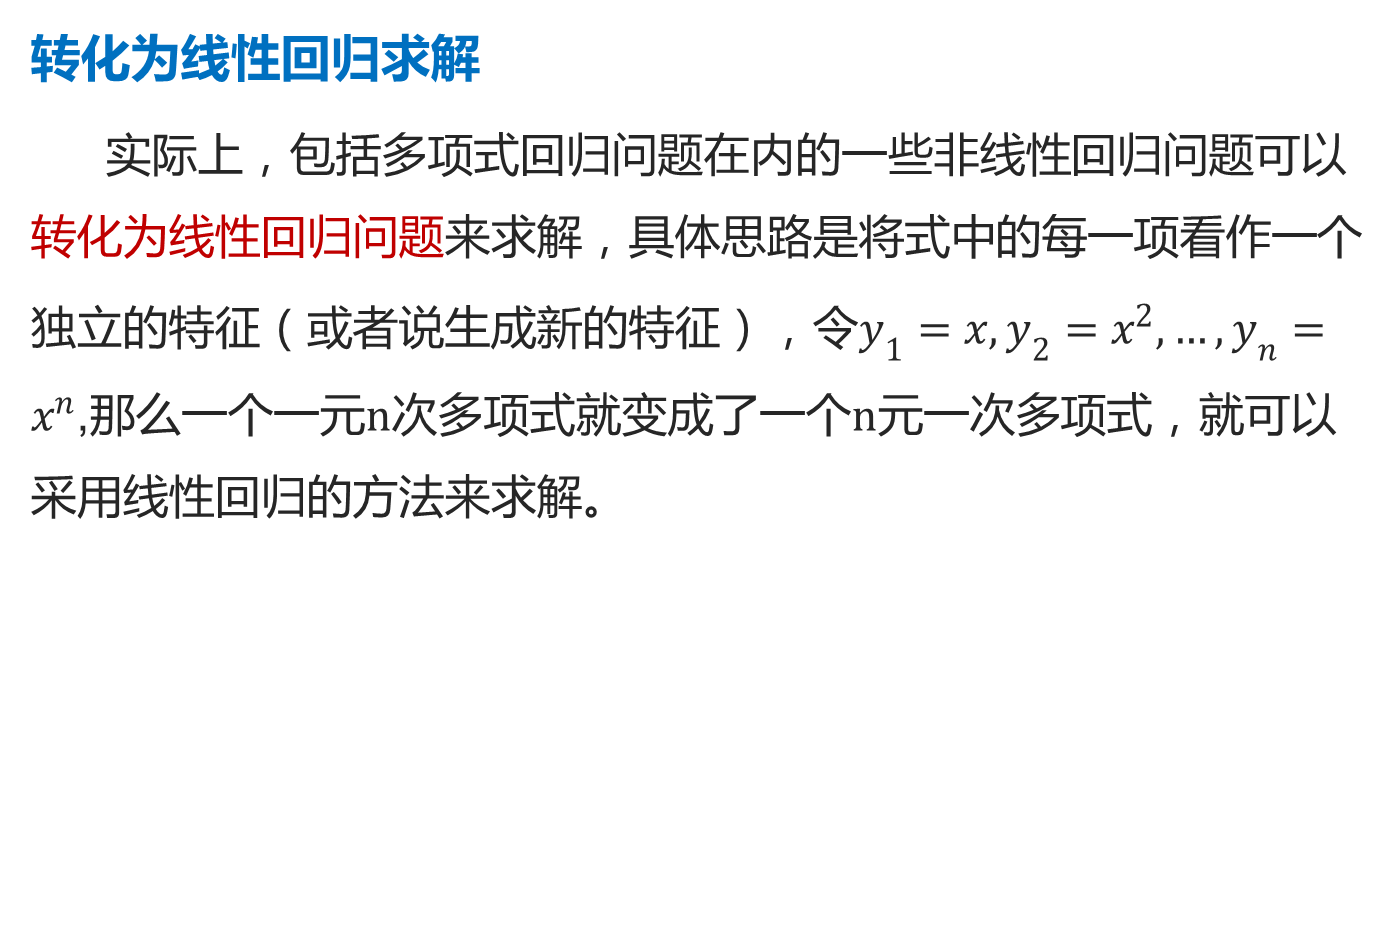 转化为线性回归求解
实际上，包括多项式回归问题在内的一些非线性回归问题可以
转化为线性回归问题来求解，具体思路是将式中的每一项看作一个
独立的特征（或者说生成新的特征），令y₁ = x, y₂ = x², … , yₙ =
xⁿ,那么一个一元n次多项式就变成了一个n元一次多项式，就可以
采用线性回归的方法来求解。